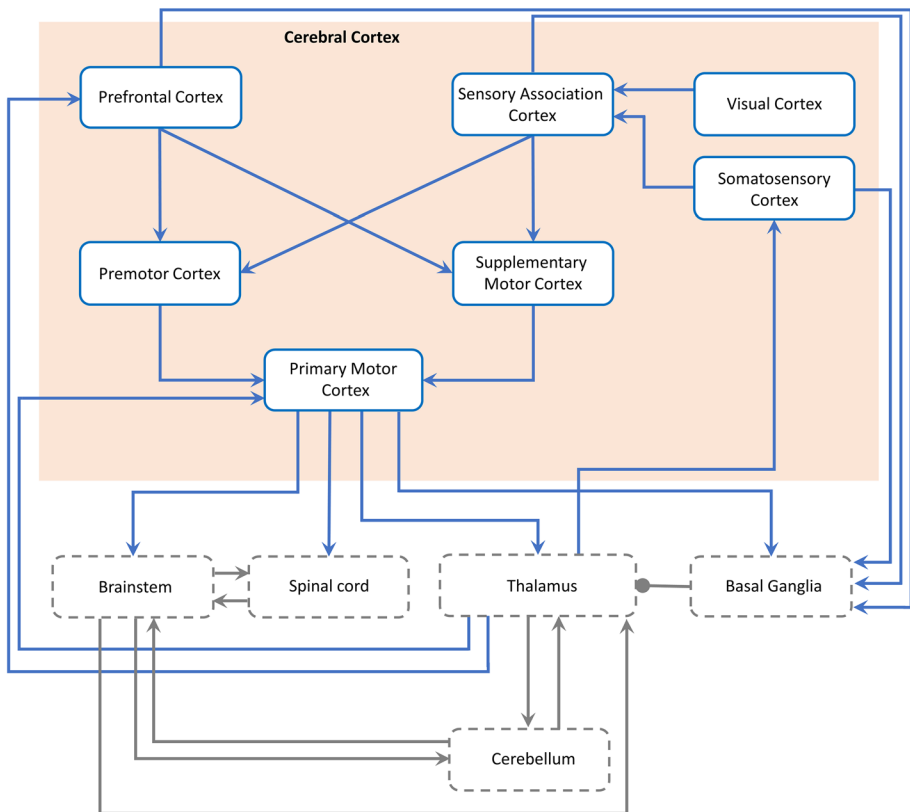 Cerebral Cortex
Prefrontal Cortex
Sensory Association
Cortex
Visual Cortex
Somatosensory
Cortex
Premotor Cortex
Supplementary
Motor Cortex
Primary Motor
Cortex
Brainstem
Spinal cord
Thalamus
Basal Ganglia
Cerebellum